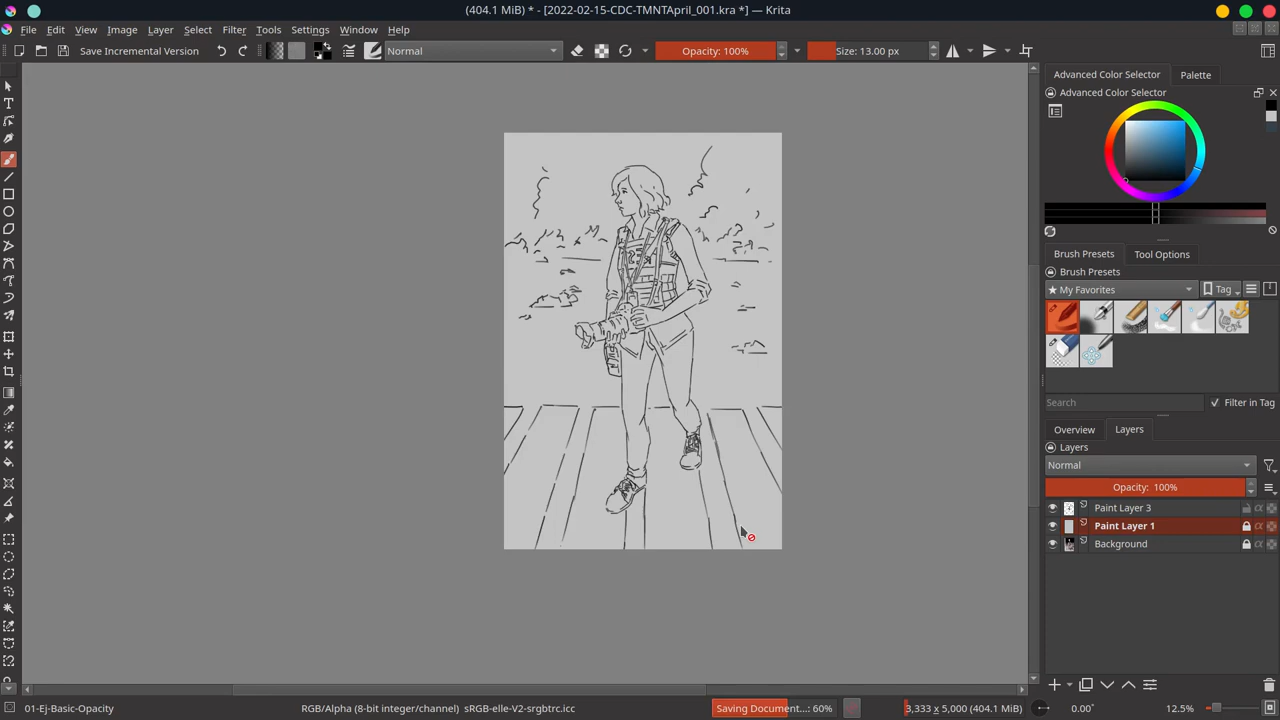 (404.1 MiB) * - [2022-02-15-CDC-TMNTApril_001.kra *] — Krita
File Edit View Image Layer Select Filter Tools Settings Window Help
Save Incremental Version Normal Opacity: 100% Size: 13.00 px
Advanced Color Selector Palette
Advanced Color Selector
Brush Presets Tool Options
Brush Presets
My Favorites Tag
Search Filter in Tag
Overview Layers
Layers
Normal
Opacity: 100%
Paint Layer 3
Paint Layer 1
Background
01-Ej-Basic-Opacity RGB/Alpha (8-bit integer/channel) sRGB-elle-V2-srgbtrc.icc Saving Document...: 60% 3,333 x 5,000 (404.1 MiB) 0.00° 12.5%